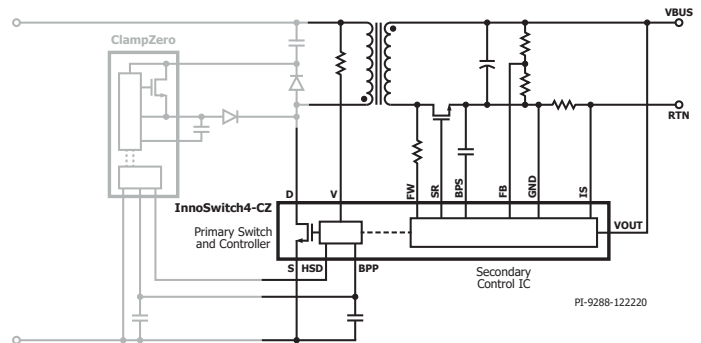 VBUS
ClampZero
RTN
D
V
FW
SR
BPS
FB
GND
IS
InnoSwitch4-CZ
VOUT
Primary Switch
and Controller
S
HSD
BPP
Secondary
Control IC
PI-9288-122220